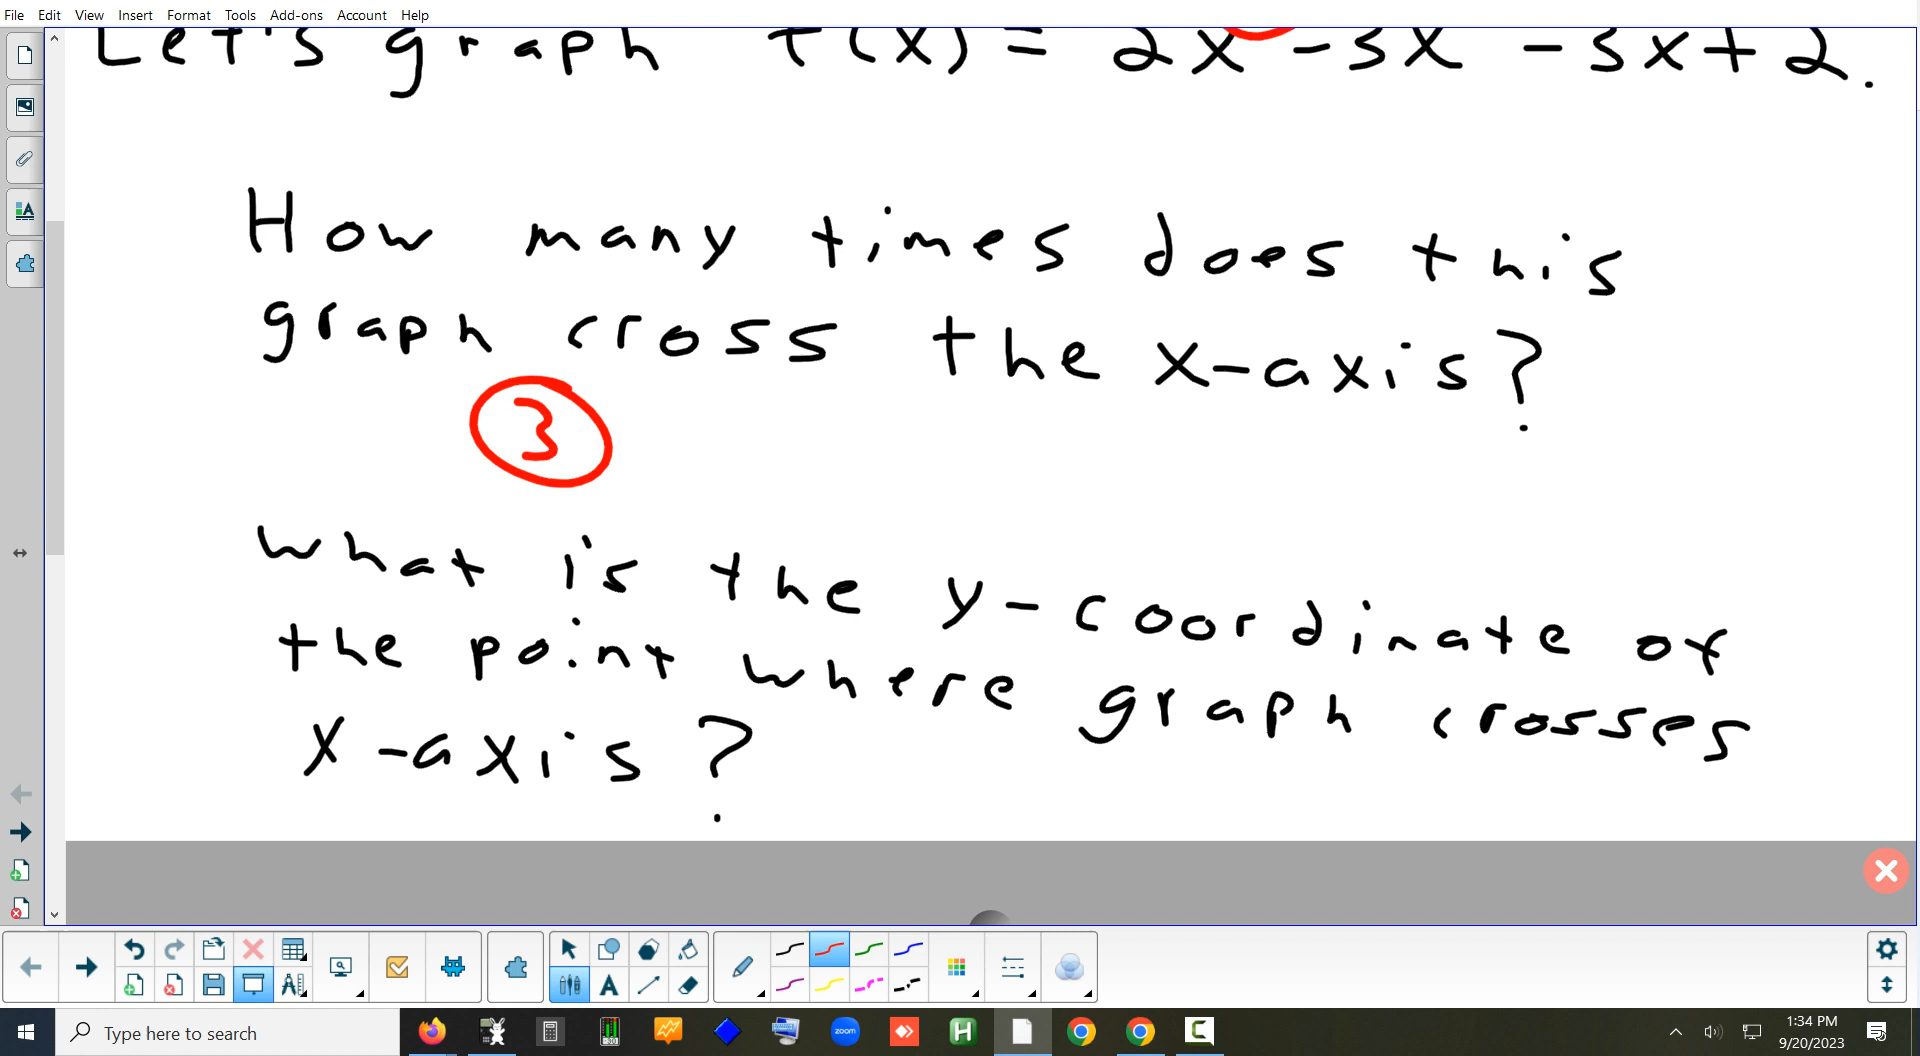 File Edit View Insert Format Tools Add-ons Account Help
Let's graph f(x) = 2x -3x -3x+2.
How many times does this
graph cross the x-axis?
3
what is the y-coordinate of
the point where graph crosses
x-axis?
A
A
Type here to search
zoom
H
C
1:34 PM
9/20/2023